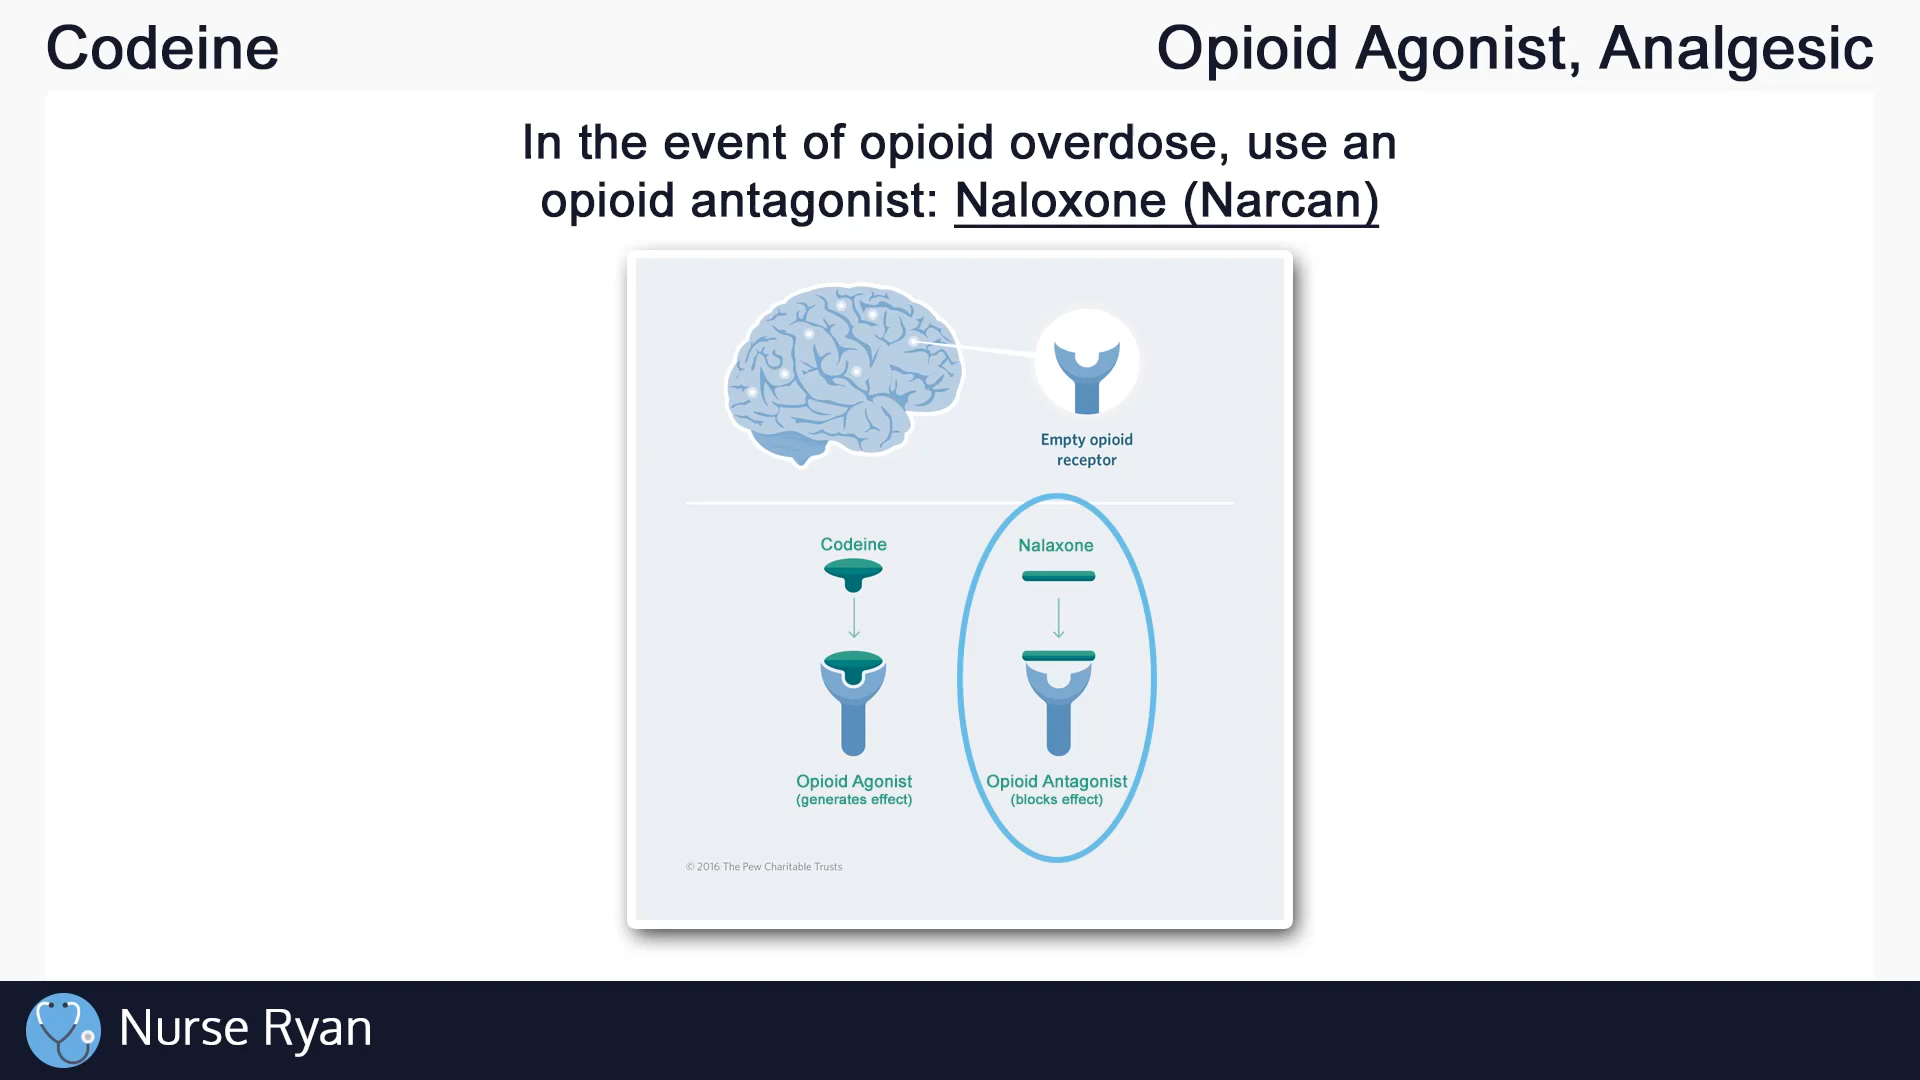 Codeine
Opioid Agonist, Analgesic
In the event of opioid overdose, use an
opioid antagonist: Naloxone (Narcan)
Empty opioid
receptor
Codeine
Nalaxone
Opioid Agonist
(generates effect)
Opioid Antagonist
(blocks effect)
© 2016 The Pew Charitable Trusts
Nurse Ryan